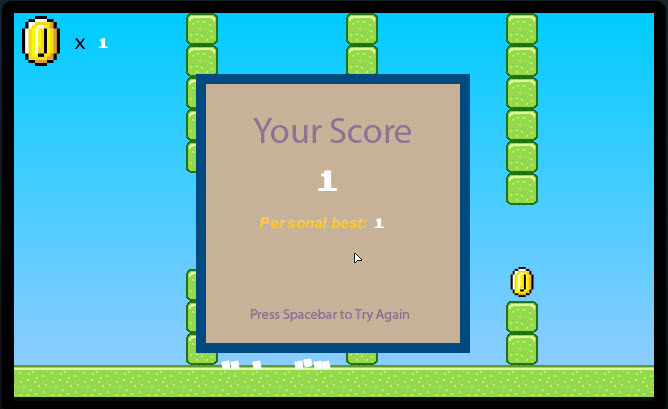 x 1
Your Score
1
Personal best: 1
Press Spacebar to Try Again